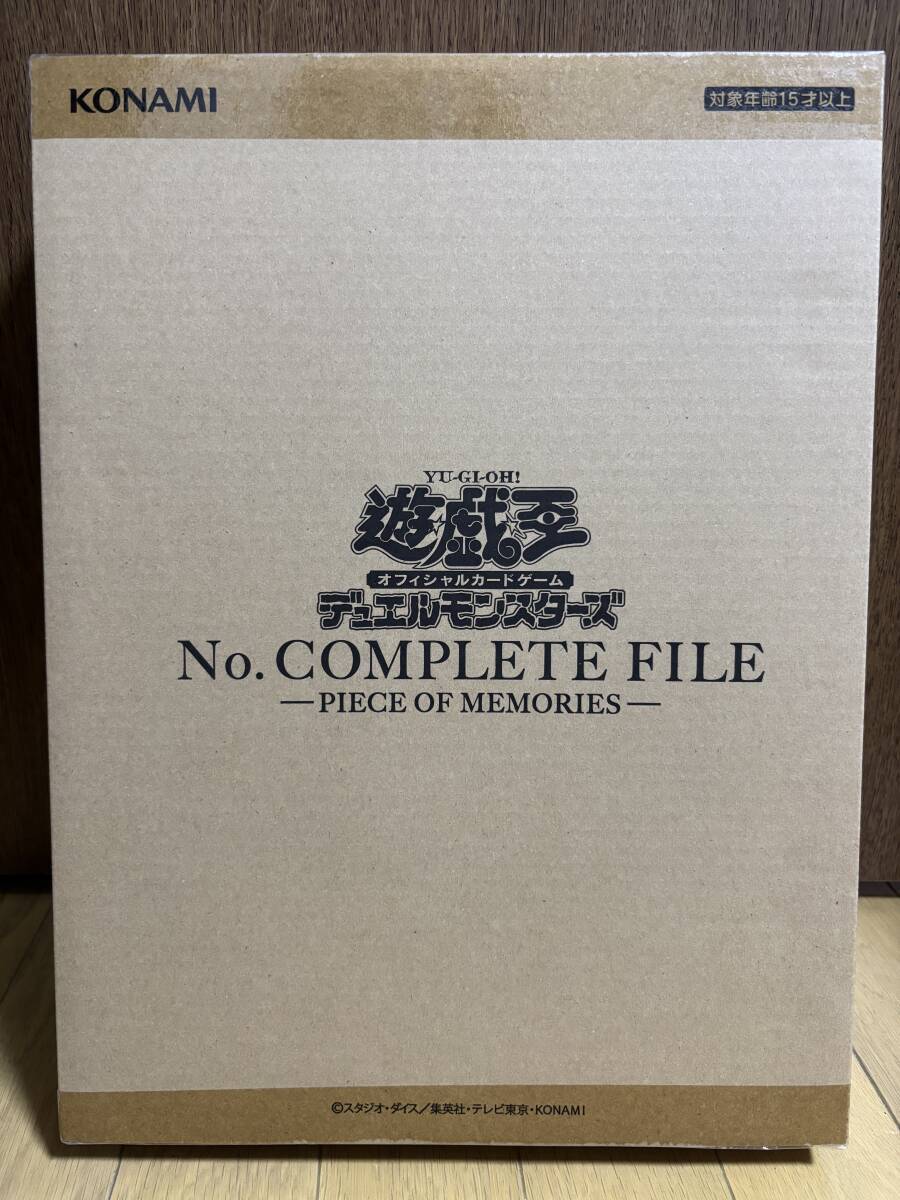 KONAMI
対象年齢15才以上
YU-GI-OH!
遊戯王
オフィシャルカードゲーム
デュエルモンスターズ
No. COMPLETE FILE
—PIECE OF MEMORIES—
©スタジオ・ダイス/集英社・テレビ東京・KONAMI